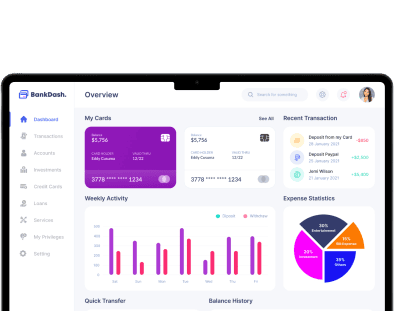 BankDash.
Overview
Search for something
Dashboard
Transactions
Accounts
Investments
Credit Cards
Loans
Services
My Privileges
Setting
My Cards
See All
Balance
$5,756
CARD HOLDER
VALID THRU
Eddy Cusuma
12/22
3778 **** **** 1234
Balance
$5,756
CARD HOLDER
VALID THRU
Eddy Cusuma
12/22
3778 **** **** 1234
Recent Transaction
Deposit from my Card
28 January 2021
-$850
Deposit Paypal
25 January 2021
+$2,500
Jemi Wilson
21 January 2021
+$5,400
Weekly Activity
Deposit
Withdraw
500
400
300
200
100
0
Sat
Sun
Mon
Tue
Wed
Thu
Fri
Expense Statistics
30%
Entertainment
15%
Bill Expense
20%
Investment
35%
Others
Quick Transfer
Balance History